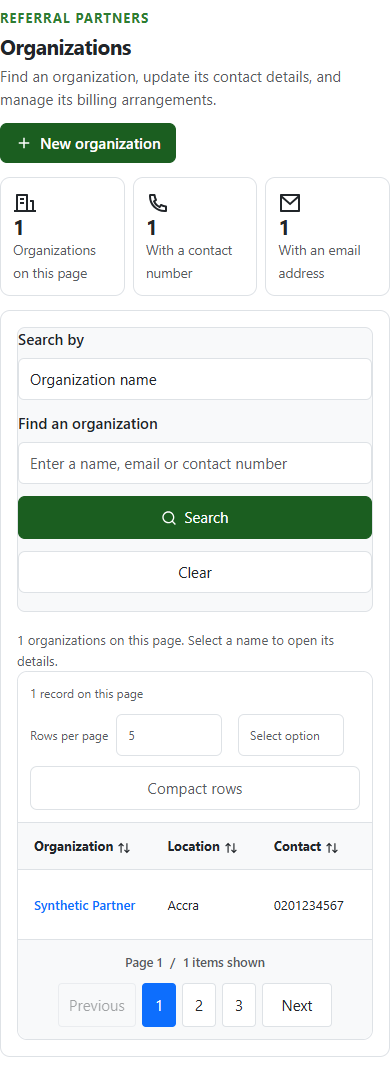 REFERRAL PARTNERS
Organizations
Find an organization, update its contact details, and
manage its billing arrangements.
+ New organization
1
Organizations
on this page
1
With a contact
number
1
With an email
address
Search by
Organization name
Find an organization
Enter a name, email or contact number
Search
Clear
1 organizations on this page. Select a name to open its
details.
1 record on this page
Rows per page 5 Select option
Compact rows
Organization ↑↓ Location ↑↓ Contact ↑↓
Synthetic Partner Accra 0201234567
Page 1 / 1 items shown
Previous 1 2 3 Next